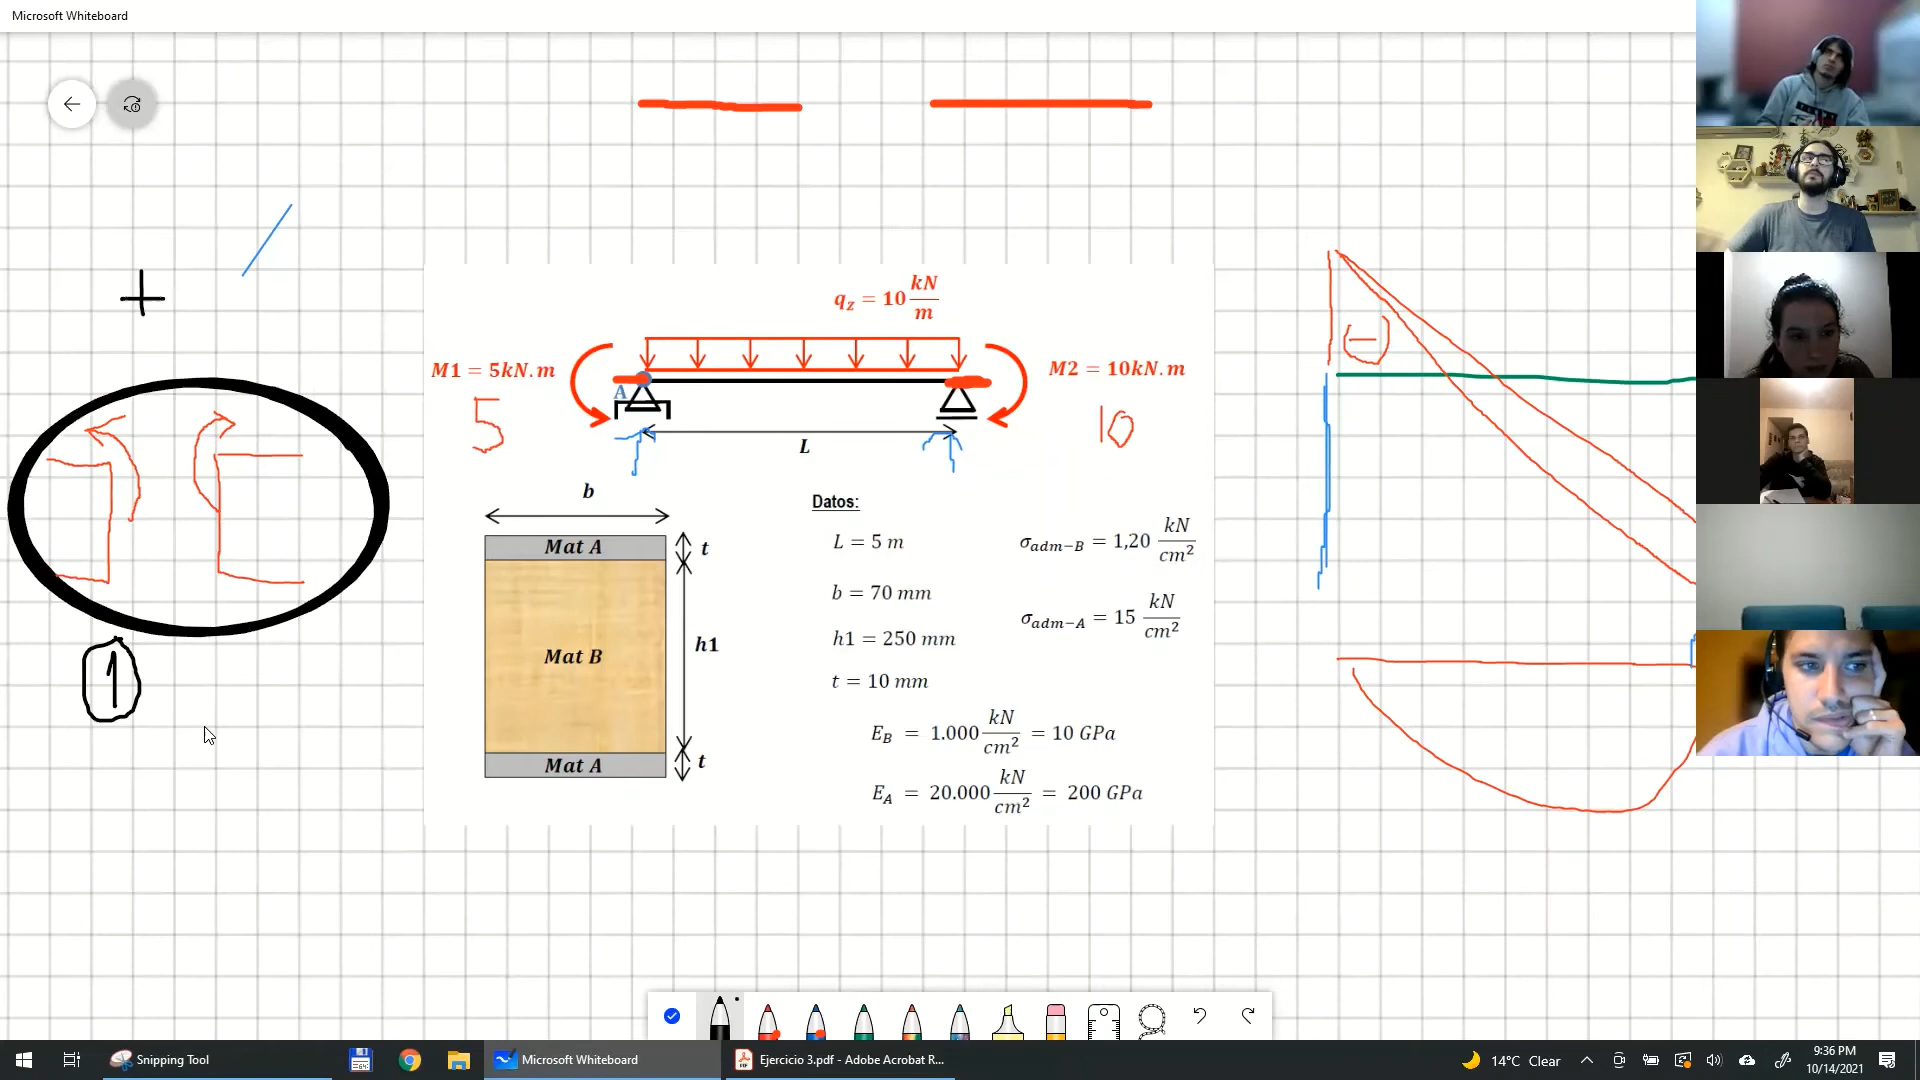 Microsoft Whiteboard
+
q_z = 10 kN/m
M1 = 5kN.m
M2 = 10kN.m
A
5
10
L
1
b
Mat A
t
Mat B
h1
Mat A
t
Datos:
L = 5 m
σ_adm-B = 1,20 kN/cm²
b = 70 mm
σ_adm-A = 15 kN/cm²
h1 = 250 mm
t = 10 mm
E_B = 1.000 kN/cm² = 10 GPa
E_A = 20.000 kN/cm² = 200 GPa
−
Snipping Tool
Microsoft Whiteboard
Ejercicio 3.pdf - Adobe Acrobat R...
14°C Clear
9:36 PM
10/14/2021